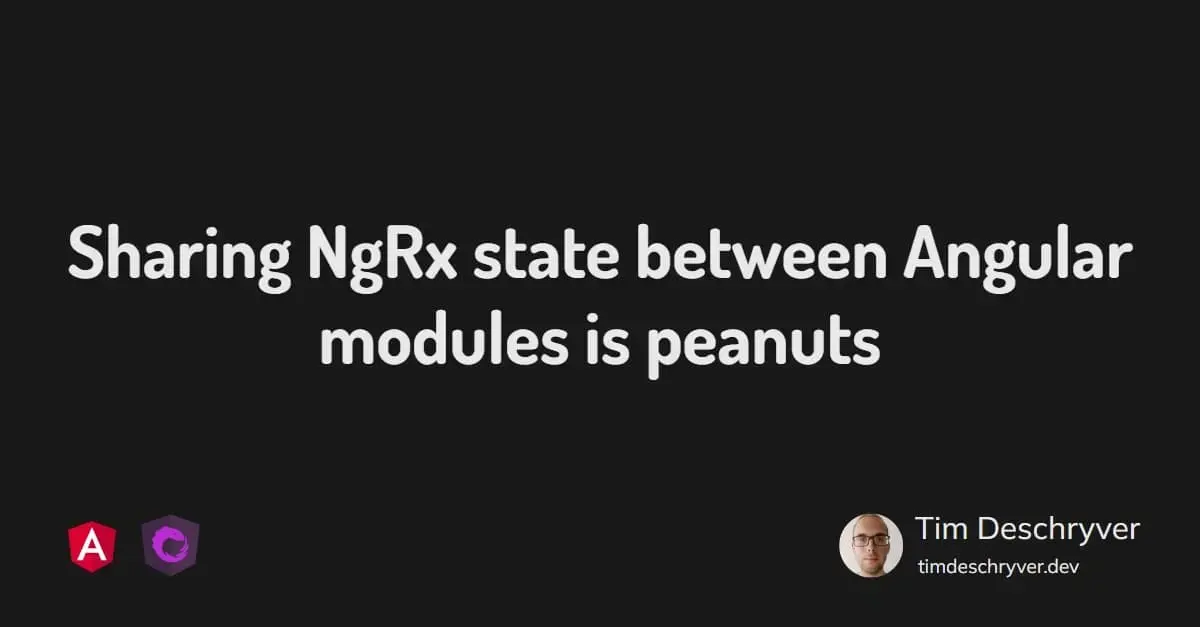 Sharing NgRx state between Angular
modules is peanuts
A
Tim Deschryver
timdeschryver.dev